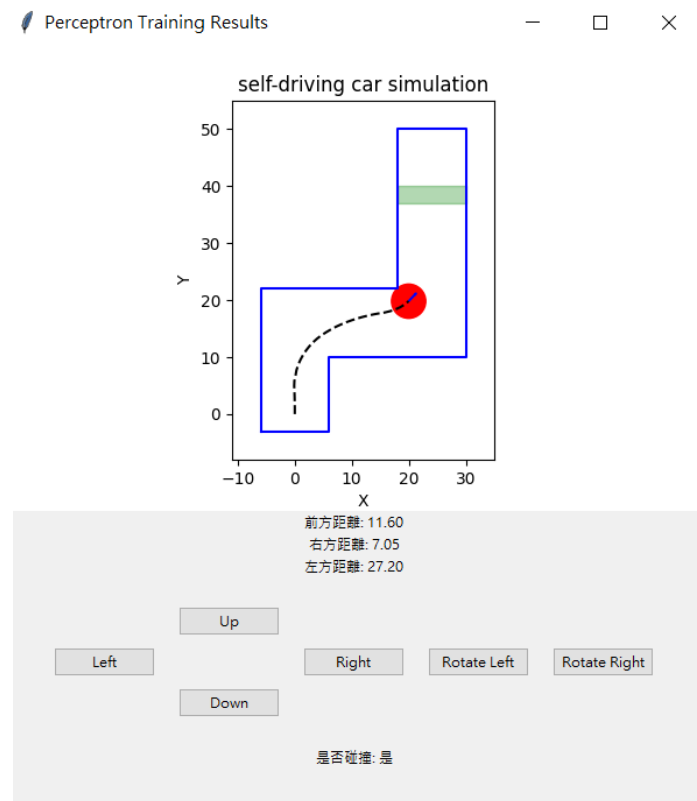 Perceptron Training Results
self-driving car simulation
50
40
30
20
10
0
Y
−10 0 10 20 30
X
前方距離: 11.60
右方距離: 7.05
左方距離: 27.20
Up
Left Right Rotate Left Rotate Right
Down
是否碰撞: 是